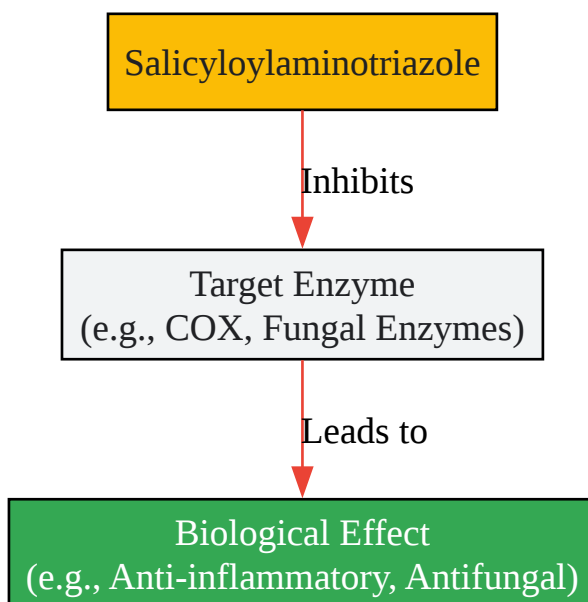 Salicyloylaminotriazole
Inhibits
Target Enzyme
(e.g., COX, Fungal Enzymes)
Leads to
Biological Effect
(e.g., Anti-inflammatory, Antifungal)